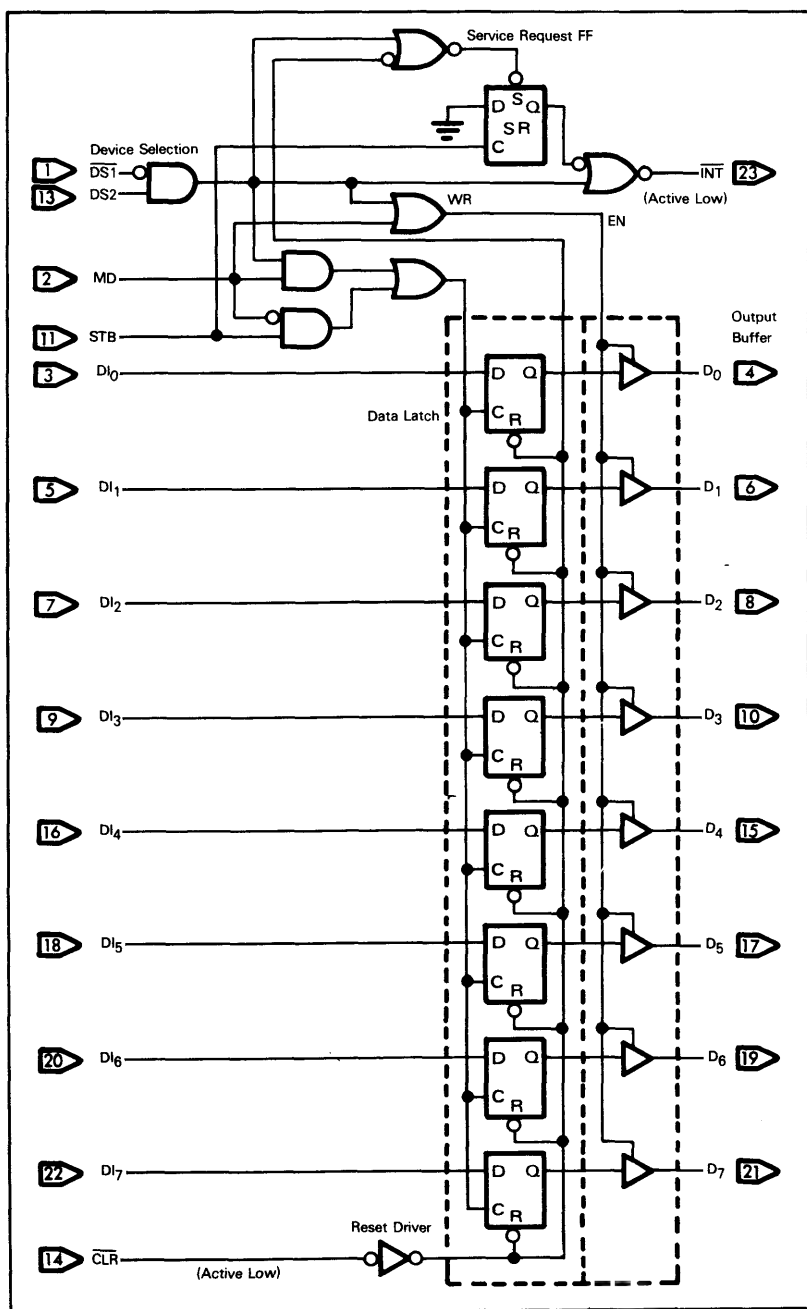 Service Request FF
S
D Q
SR
C
Device Selection
1 D̅S̅1̅
13 DS2
I̅N̅T̅ 23
(Active Low)
WR
EN
2 MD
11 STB
Output
Buffer
3 DI0 D Q D0 4
Data Latch
C R
5 DI1 D Q D1 6
C R
7 DI2 D Q D2 8
C R
9 DI3 D Q D3 10
C R
16 DI4 D Q D4 15
C R
18 DI5 D Q D5 17
C R
20 DI6 D Q D6 19
C R
22 DI7 D Q D7 21
C R
Reset Driver
14 C̅L̅R̅
(Active Low)